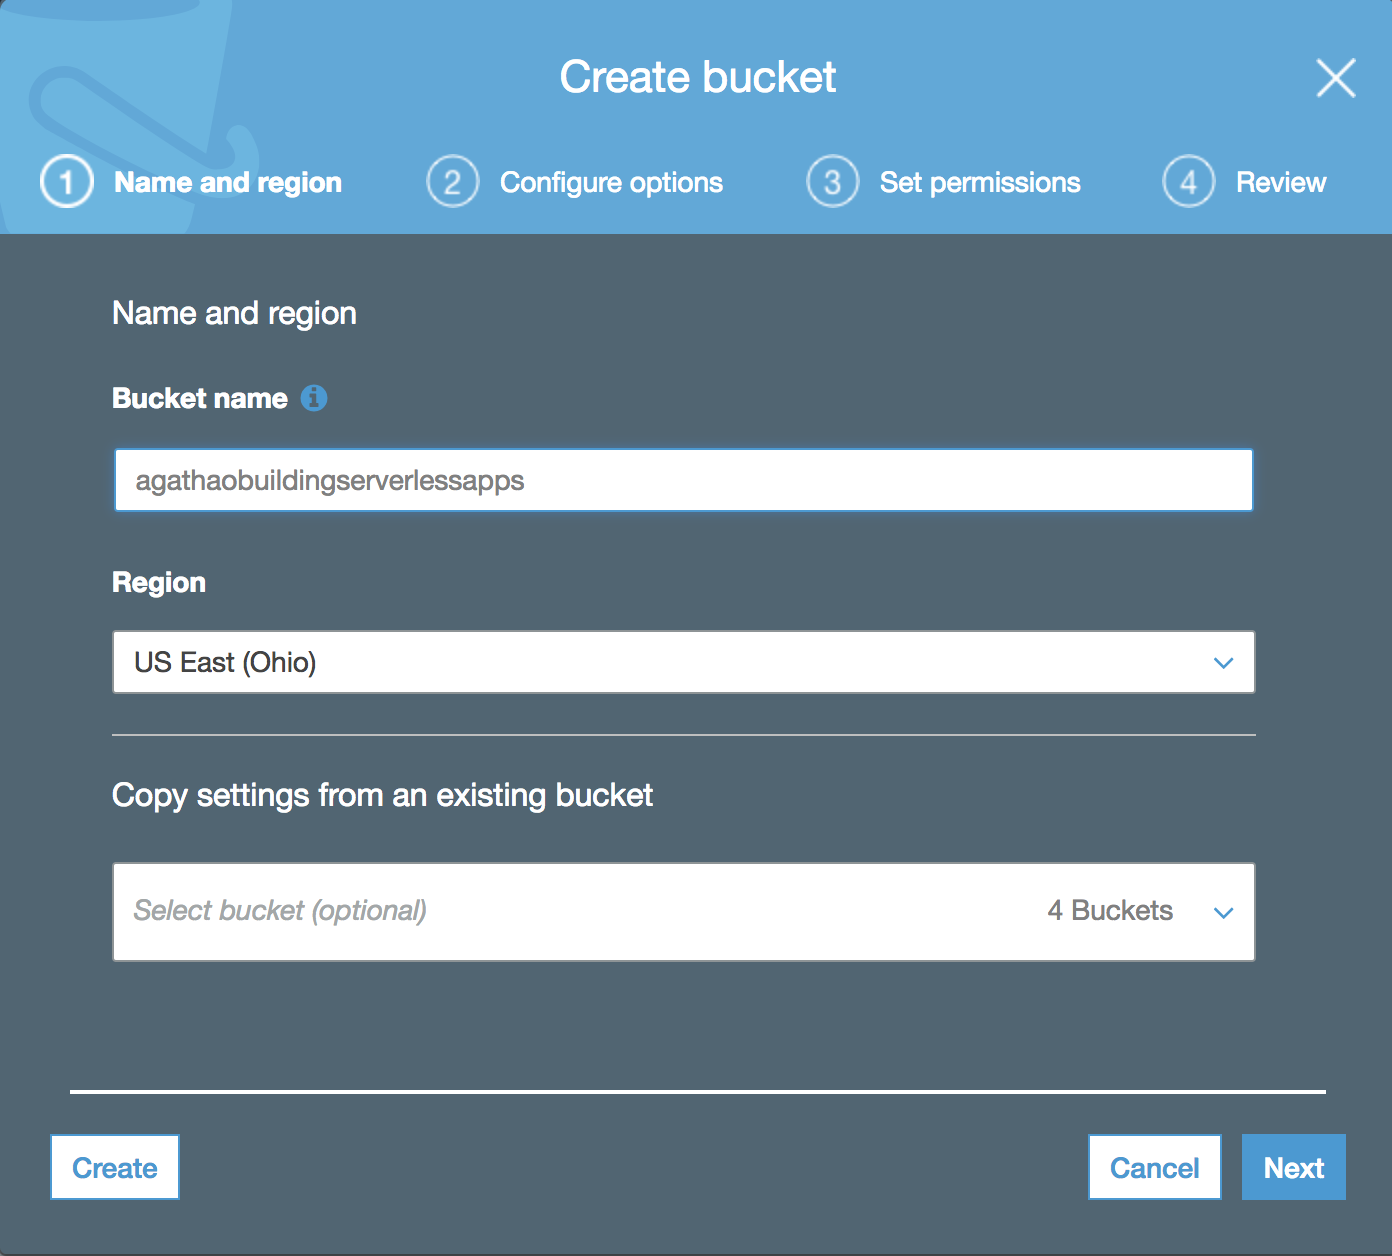 Create bucket
1 Name and region
2 Configure options
3 Set permissions
4 Review
Name and region
Bucket name
agathaobuildingserverlessapps
Region
US East (Ohio)
Copy settings from an existing bucket
Select bucket (optional) 4 Buckets
Create Cancel Next